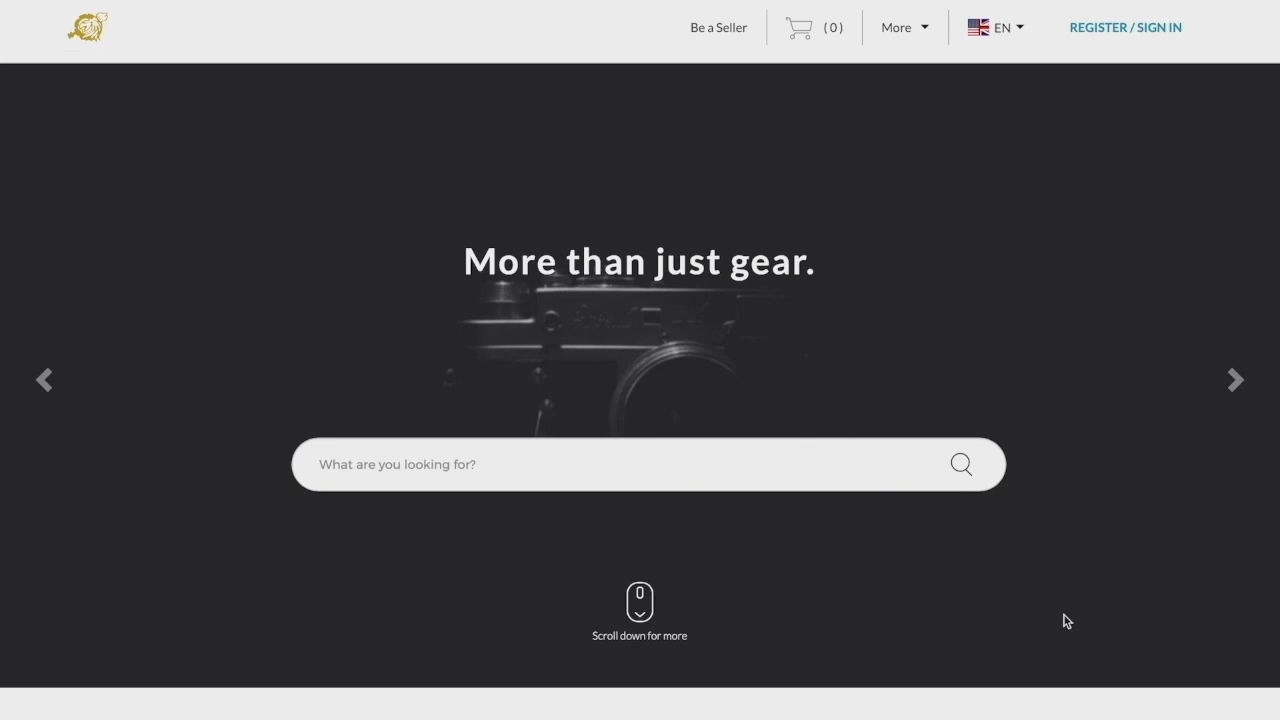 Be a Seller
( 0 )
More
EN
REGISTER / SIGN IN
More than just gear.
What are you looking for?
Scroll down for more